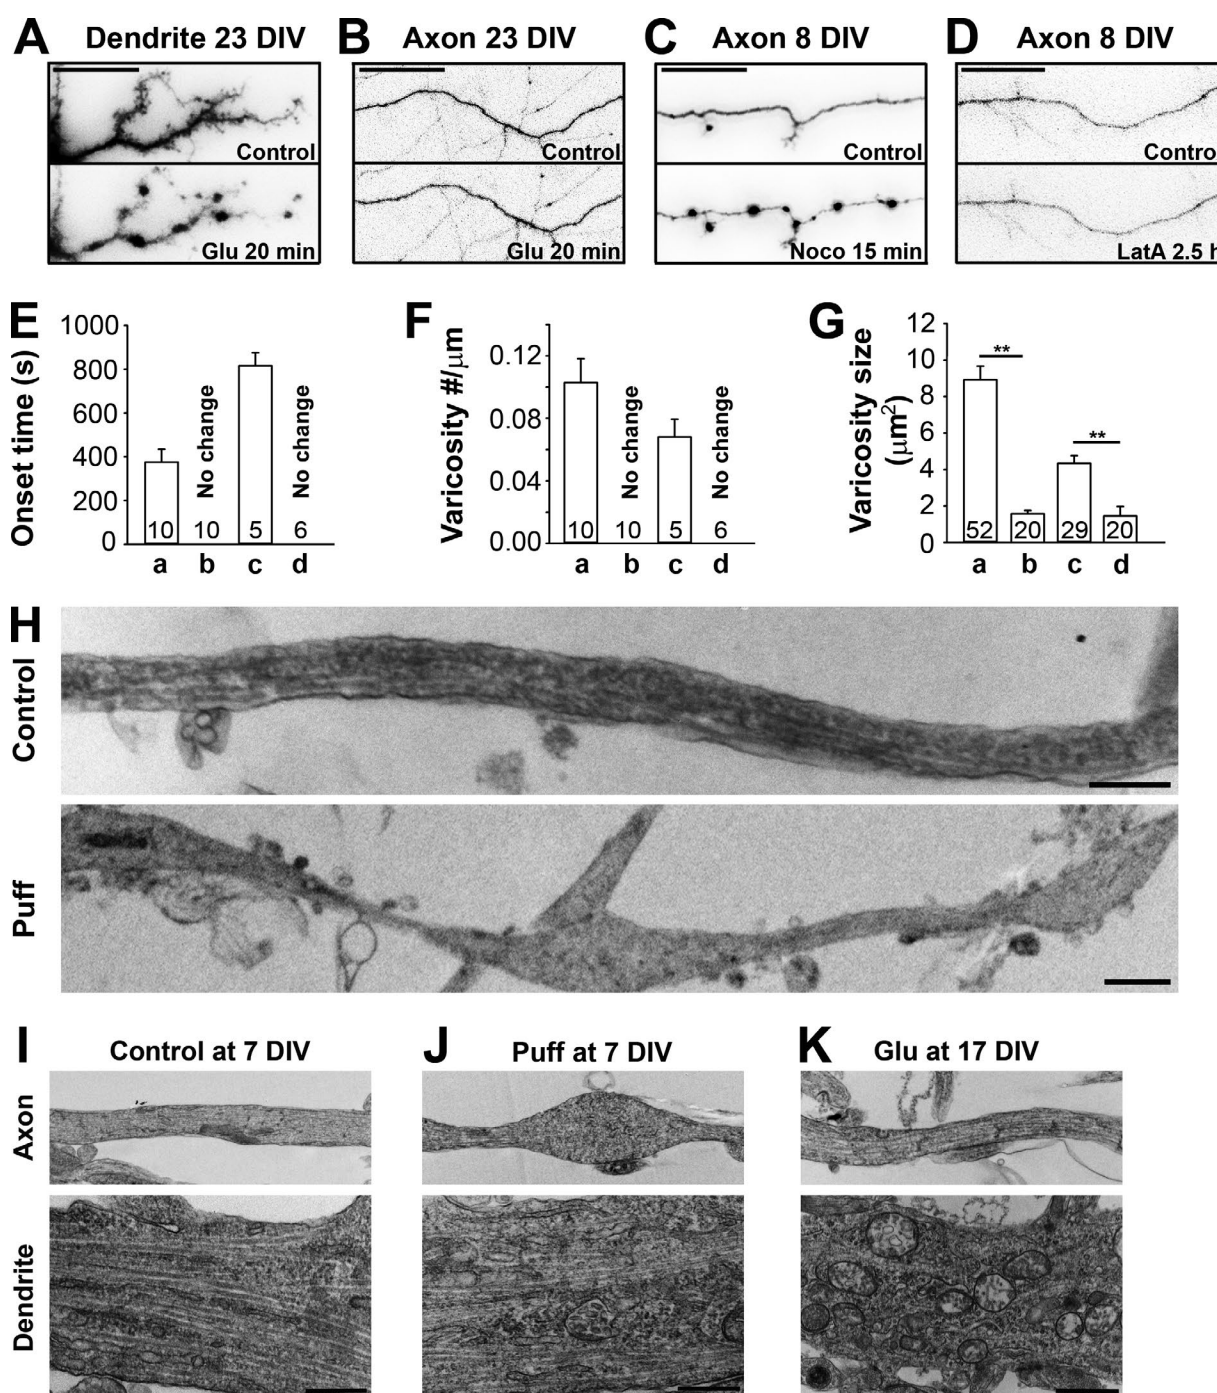 A Dendrite 23 DIV
B Axon 23 DIV
C Axon 8 DIV
D Axon 8 DIV
Control
Control
Control
Control
Glu 20 min
Glu 20 min
Noco 15 min
LatA 2.5 h
E
Onset time (s)
1000
800
600
400
200
0
No change
No change
10
10
5
6
a b c d
F
Varicosity #/μm
0.12
0.08
0.04
0.00
No change
No change
10
10
5
6
a b c d
G
Varicosity size
(μm²)
12
10
8
6
4
2
0
**
**
52
20
29
20
a b c d
H
Control
Puff
I Control at 7 DIV
J Puff at 7 DIV
K Glu at 17 DIV
Axon
Dendrite